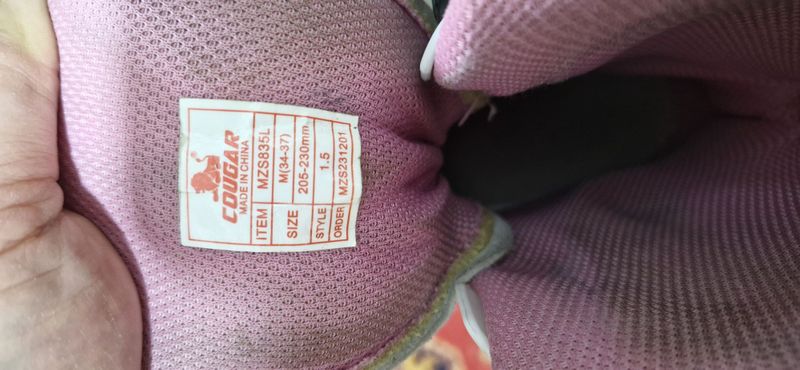 COUGAR
MADE IN CHINA
ITEM MZS835L
SIZE M(34-37)
205-230mm
STYLE 1.5
ORDER MZS231201